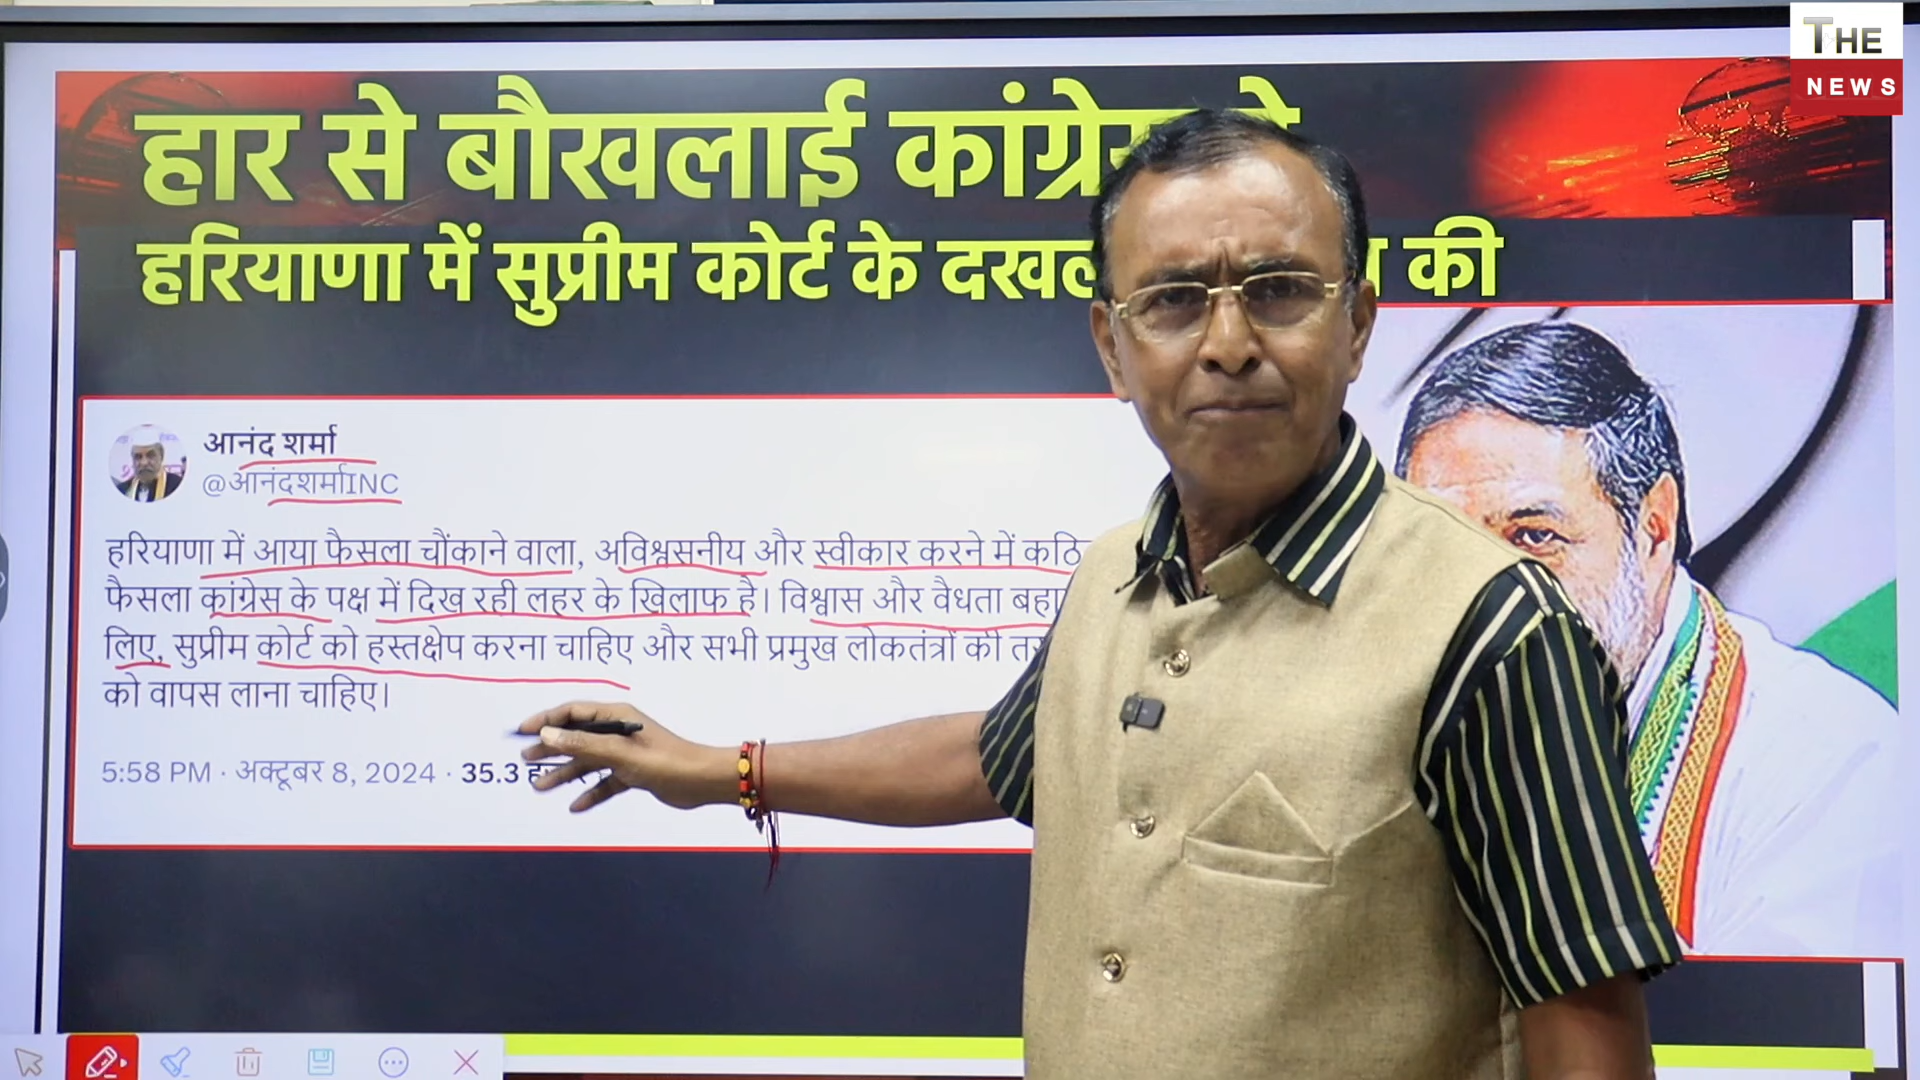 THE
NEWS
हार से बौखलाई कांग्रेस ने
हरियाणा में सुप्रीम कोर्ट के दखल की
आनंद शर्मा
@आनंदशर्माINC
हरियाणा में आया फैसला चौंकाने वाला, अविश्वसनीय और स्वीकार करने में
फैसला कांग्रेस के पक्ष में दिख रही लहर के खिलाफ है। विश्वास और वैधता
लिए, सुप्रीम कोर्ट को हस्तक्षेप करना चाहिए और सभी प्रमुख लोकतंत्रों की
को वापस लाना चाहिए।
5:58 PM · अक्टूबर 8, 2024 · 35.3